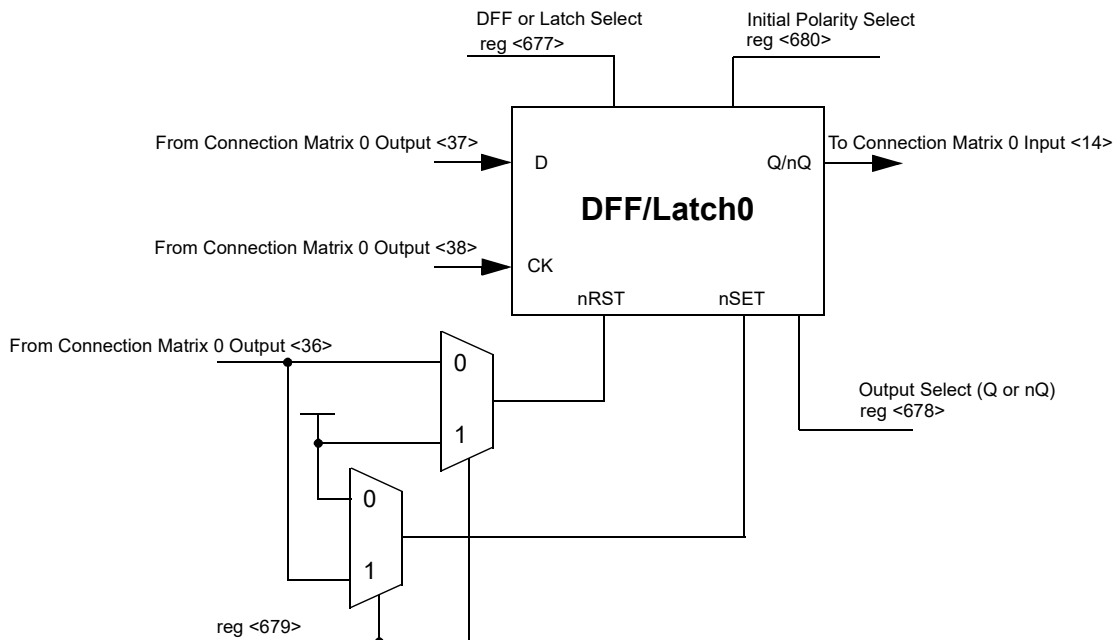 DFF or Latch Select
reg <677>
Initial Polarity Select
reg <680>
From Connection Matrix 0 Output <37>
D
Q/nQ
To Connection Matrix 0 Input <14>
DFF/Latch0
From Connection Matrix 0 Output <38>
CK
nRST
nSET
From Connection Matrix 0 Output <36>
0
1
Output Select (Q or nQ)
reg <678>
0
1
reg <679>